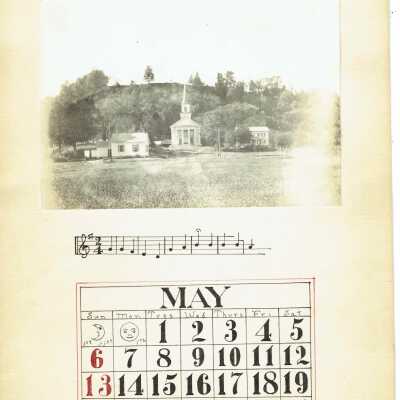 MAY
Sun Mon Tues Wed Thurs Fri Sat
1 2 3 4 5
6 7 8 9 10 11 12
13 14 15 16 17 18 19